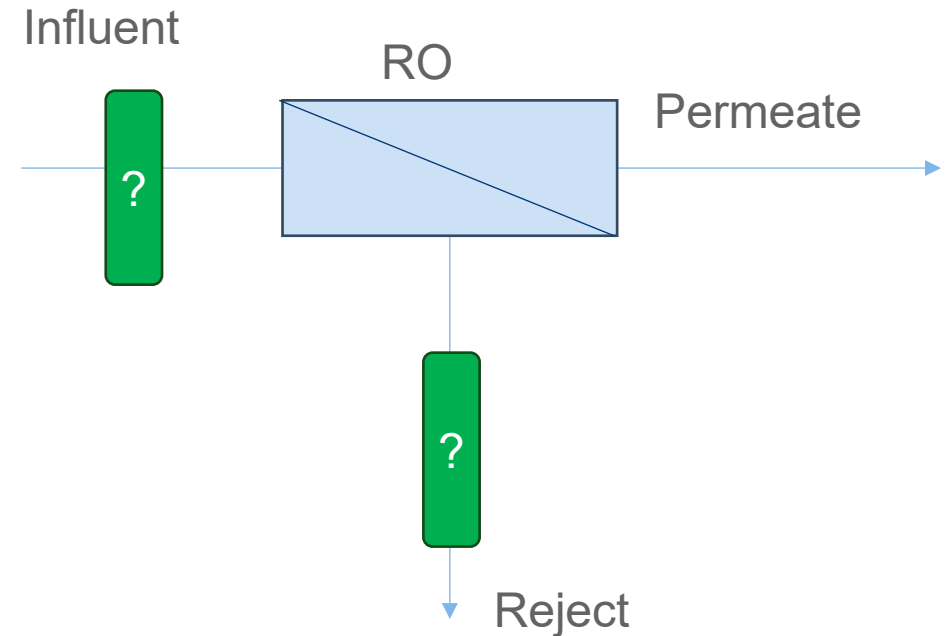 Influent
RO
Permeate
?
?
Reject